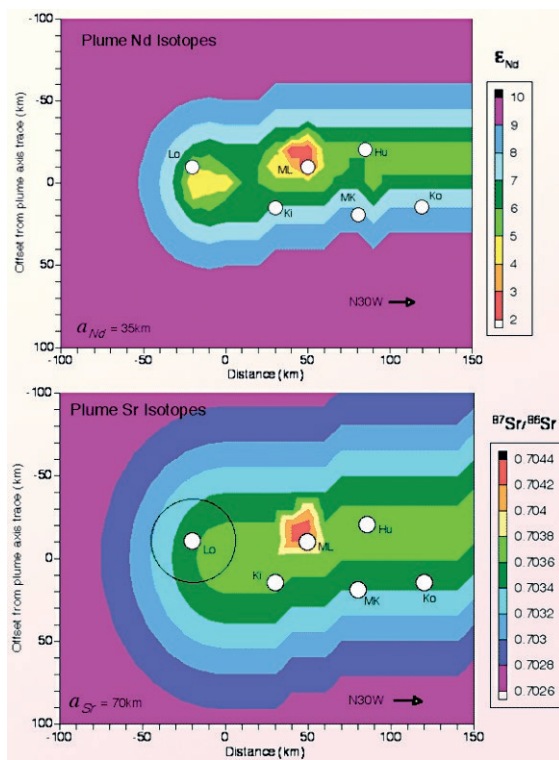 Plume Nd Isotopes
Offset from plume axis trace (km)
-100
-50
0
50
100
Lo
ML
Hu
Ki
MK
Ko
N30W
a Nd = 35km
-100
-50
0
50
100
150
Distance (km)
εNd
10
9
8
7
6
5
4
3
2
Plume Sr Isotopes
Offset from plume axis trace (km)
-100
-50
0
50
100
Lo
ML
Hu
Ki
MK
Ko
N30W
a Sr = 70km
-100
-50
0
50
100
150
Distance (km)
⁸⁷Sr/⁸⁶Sr
0.7044
0.7042
0.704
0.7038
0.7036
0.7034
0.7032
0.703
0.7028
0.7026